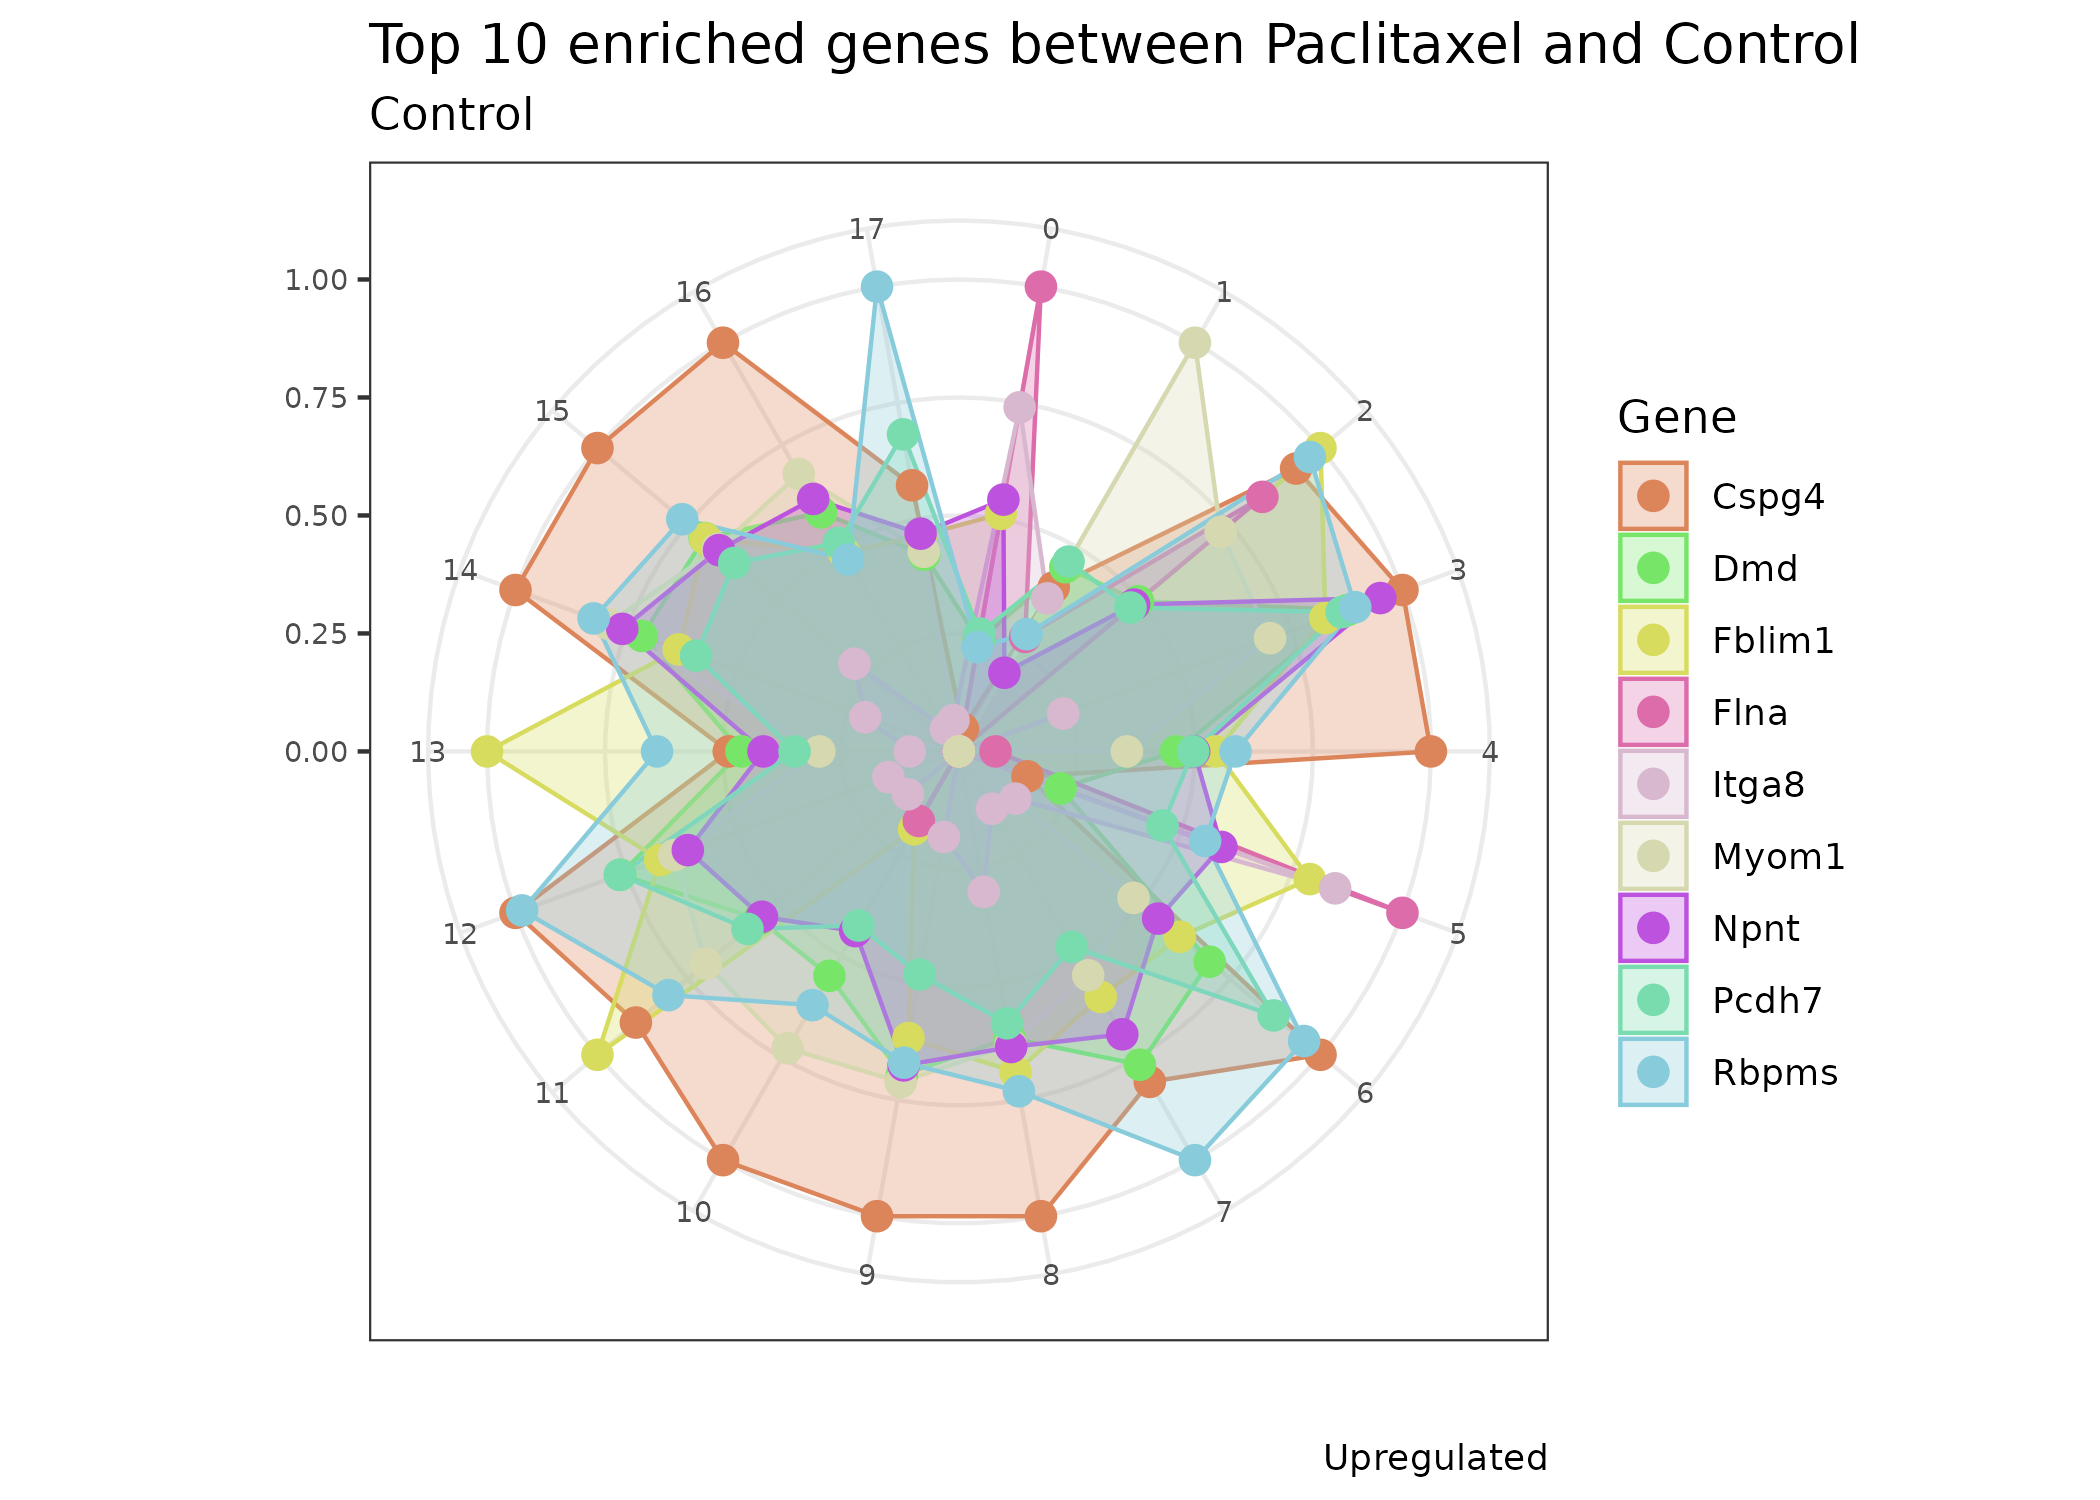 Top 10 enriched genes between Paclitaxel and Control
Control
17
0
16
1
1.00
15
2
0.75
Gene
Cspg4
0.50
14
3
Dmd
0.25
Fblim1
Flna
0.00
13
4
Itga8
Myom1
12
5
Npnt
Pcdh7
11
6
Rbpms
10
7
9
8
Upregulated